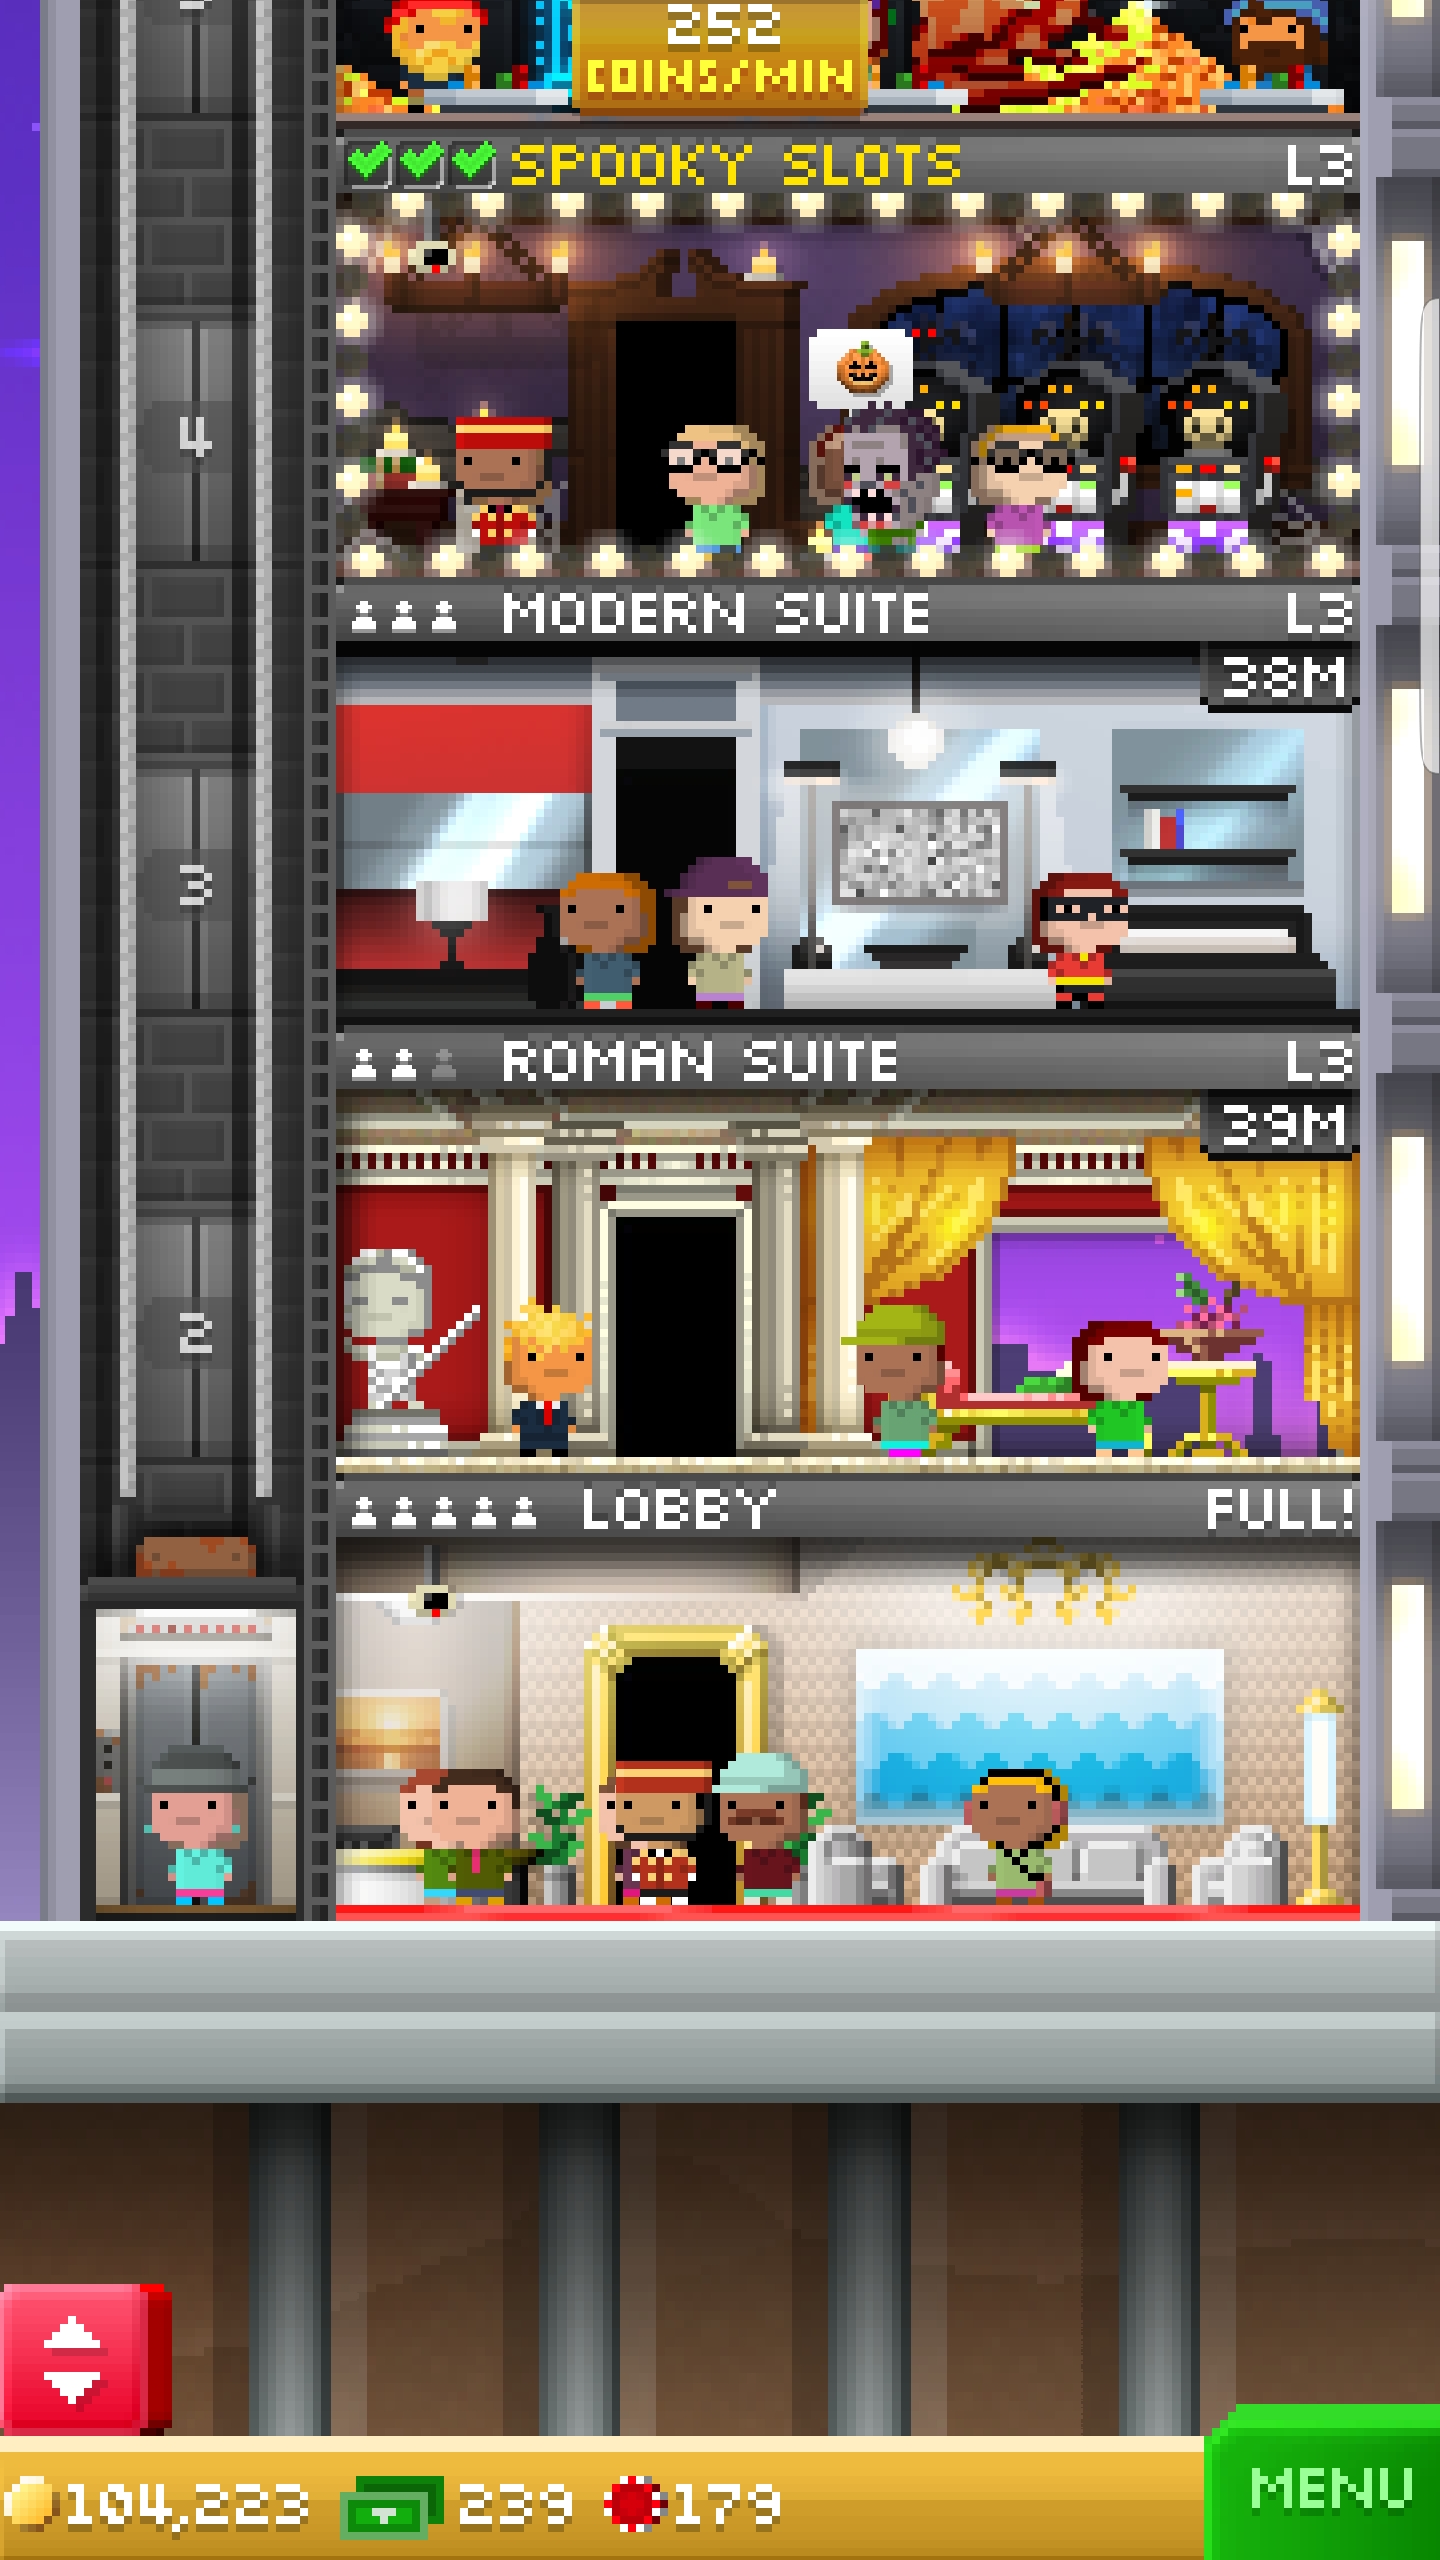 252
COINS/MIN
SPOOKY SLOTS L3
4
MODERN SUITE L3
38M
3
ROMAN SUITE L3
39M
2
LOBBY FULL!
104,223 239 179
MENU